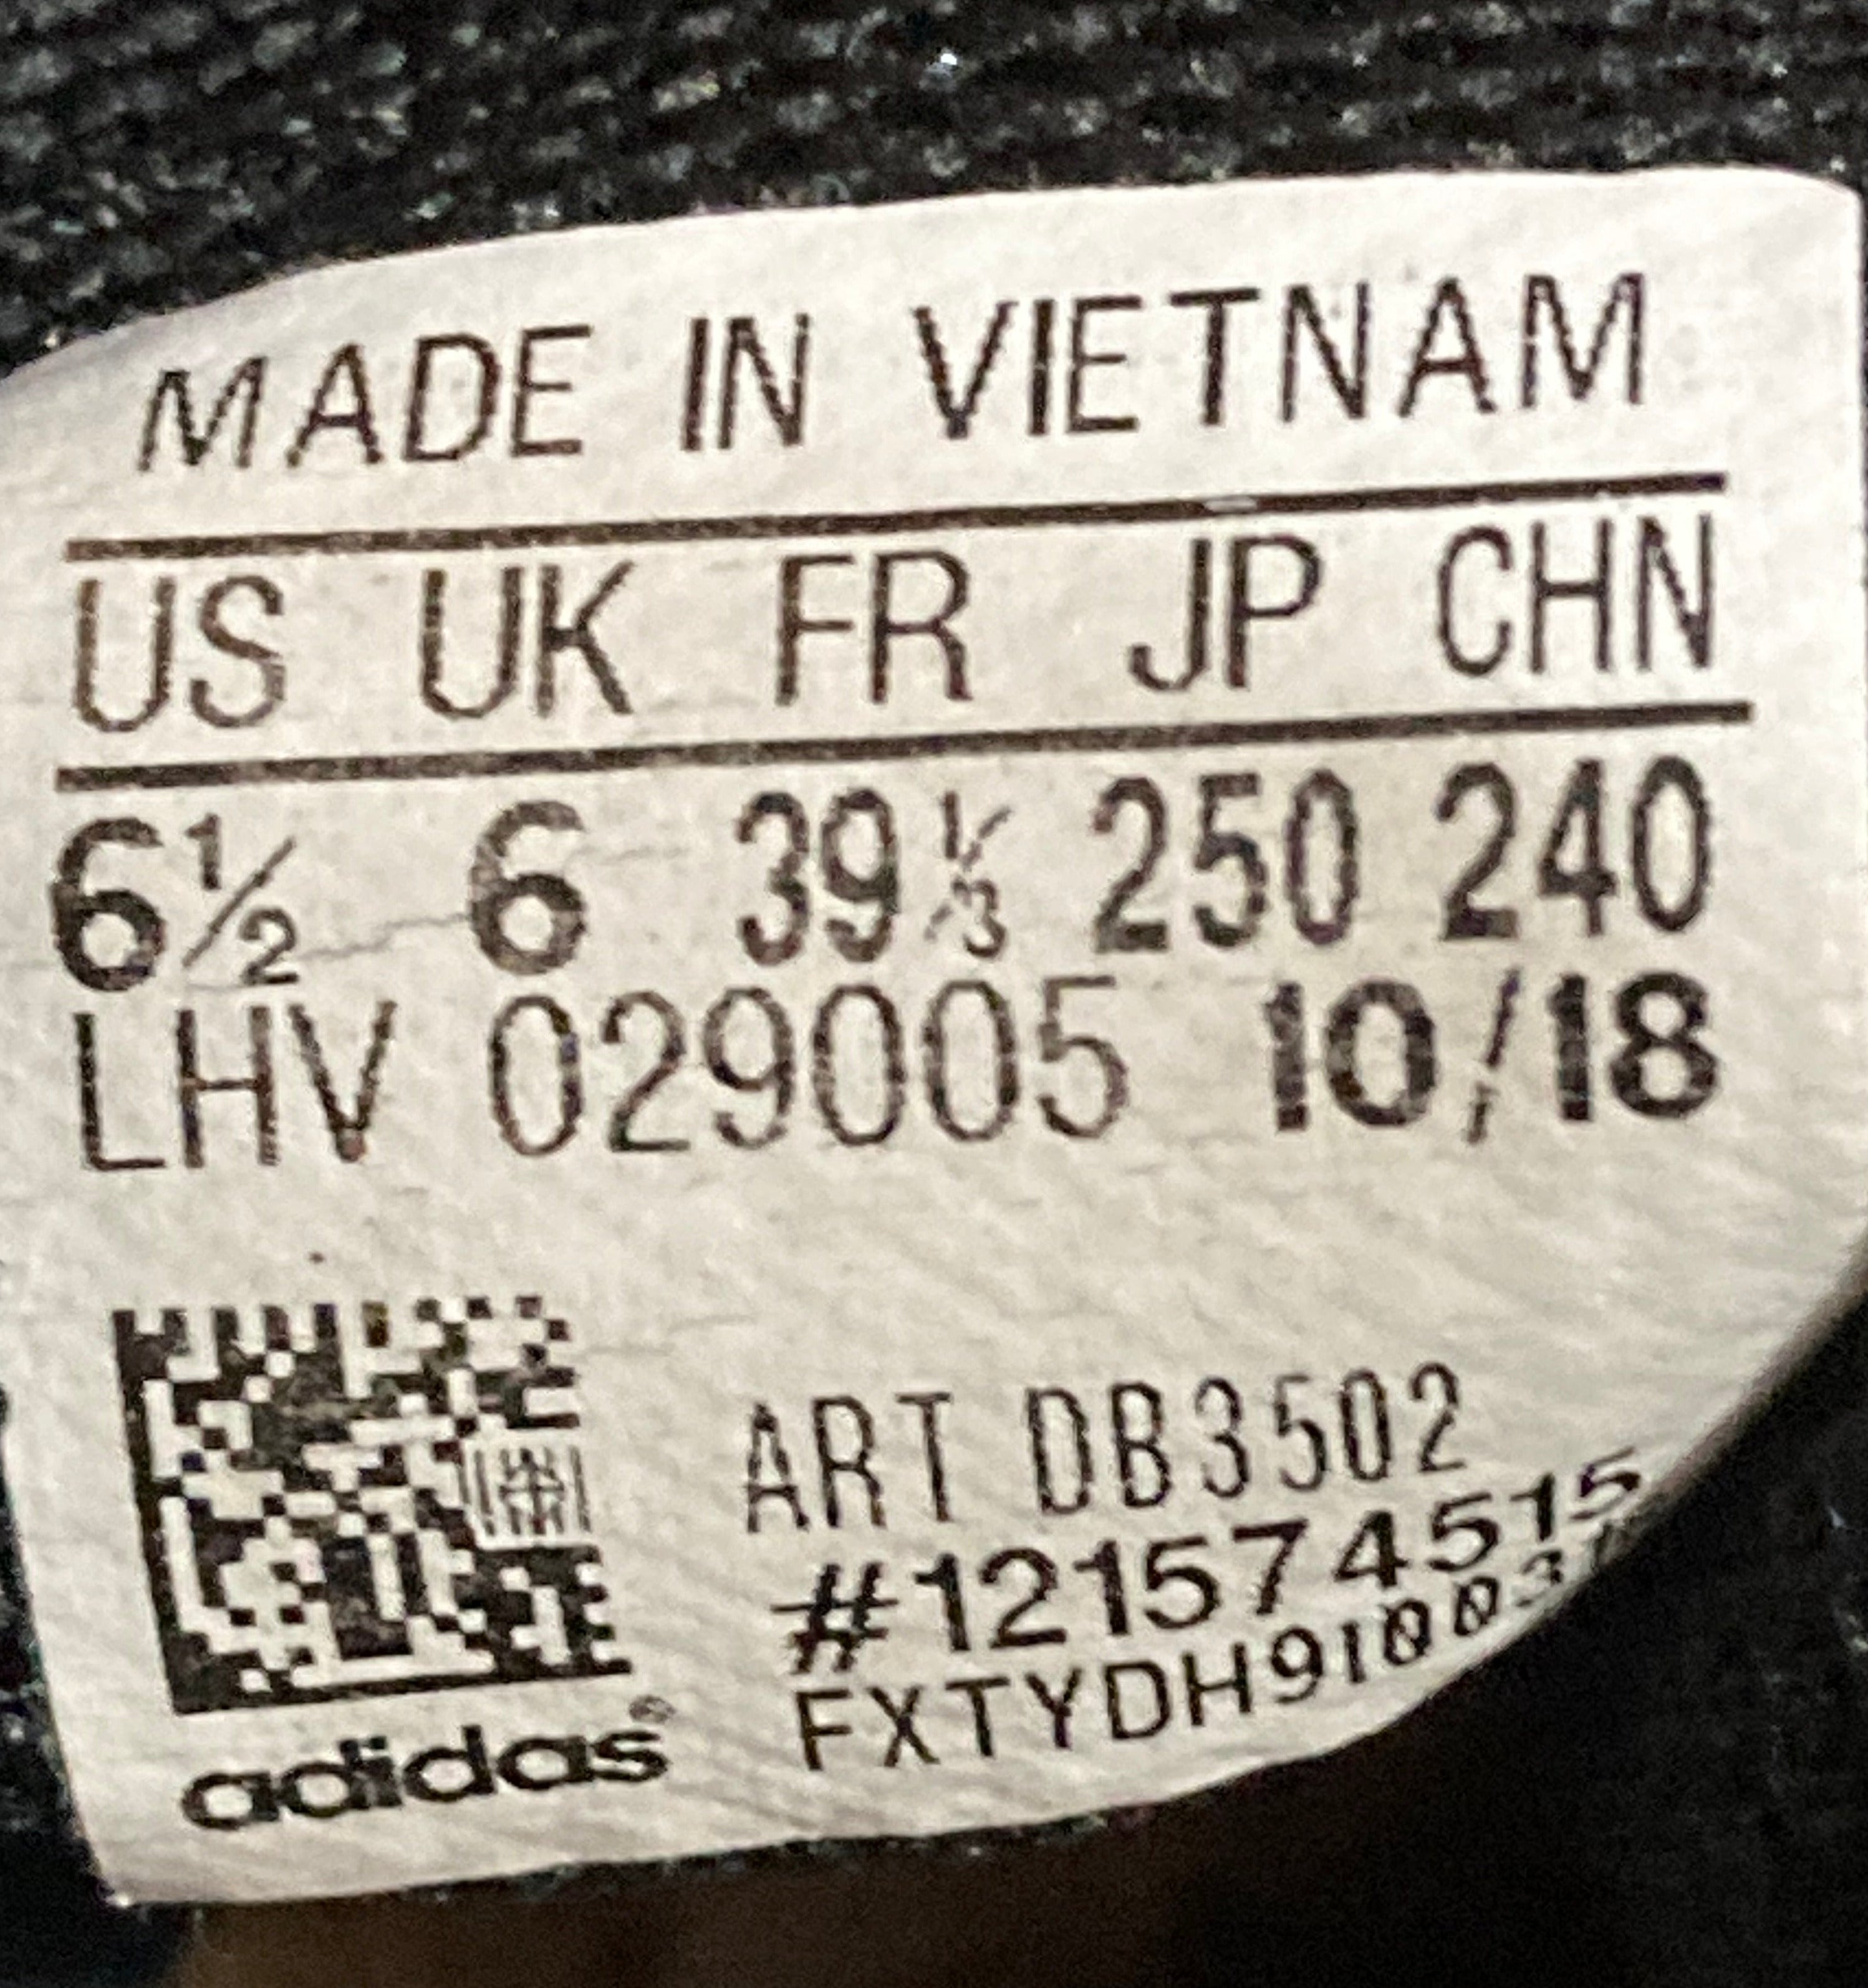 MADE IN VIETNAM
US UK FR JP CHN
6½ 6 39⅓ 250 240
LHV 029005 10/18
ART DB3502
#121574515
adidas®